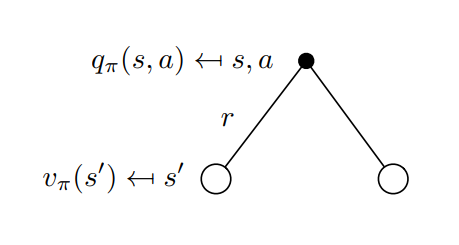 qπ(s, a) ↤ s, a
r
vπ(s′) ↤ s′